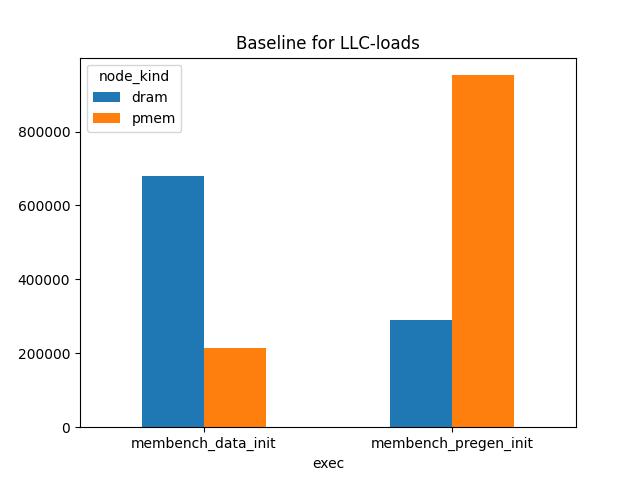 Baseline for LLC-loads
node_kind
dram
pmem
800000
600000
400000
200000
0
membench_data_init
membench_pregen_init
exec